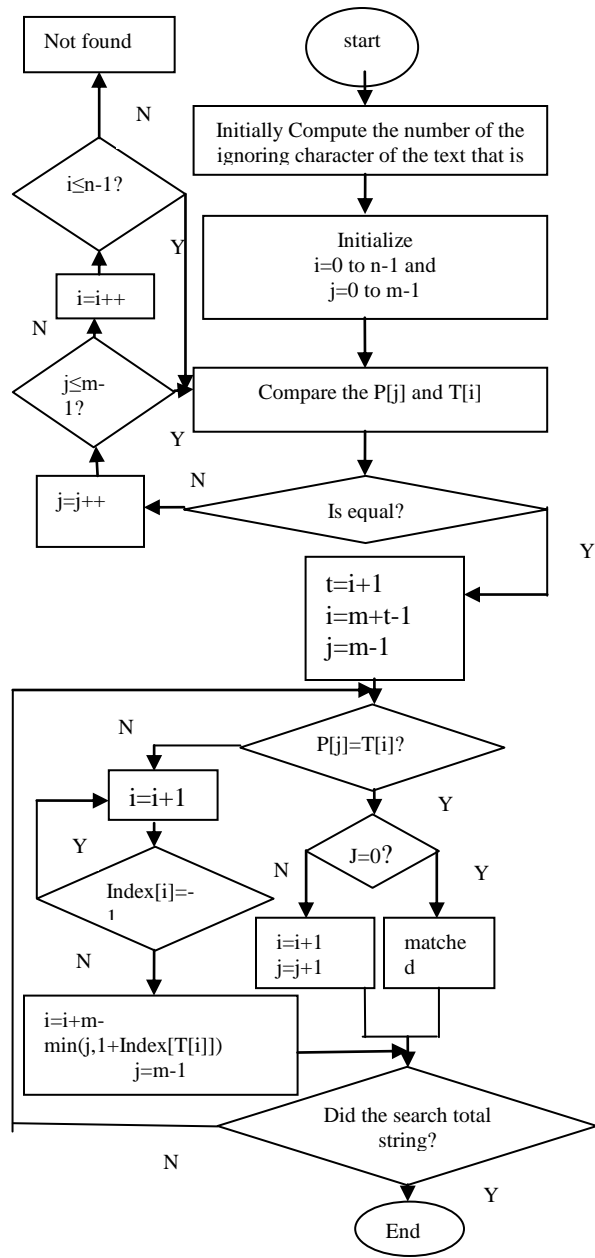 start
Not found
N
Initially Compute the number of the
ignoring character of the text that is
i≤n-1?
Y
Initialize
i=0 to n-1 and
j=0 to m-1
i=i++
N
j≤m-
1?
Y
Compare the P[j] and T[i]
N
j=j++
Is equal?
Y
t=i+1
i=m+t-1
j=m-1
N
P[j]=T[i]?
i=i+1
Y
Y
J=0?
N
Y
Index[i]=-
1
N
i=i+1
j=j+1
matche
d
i=i+m-
min(j,1+Index[T[i]])
j=m-1
Did the search total
string?
N
Y
End